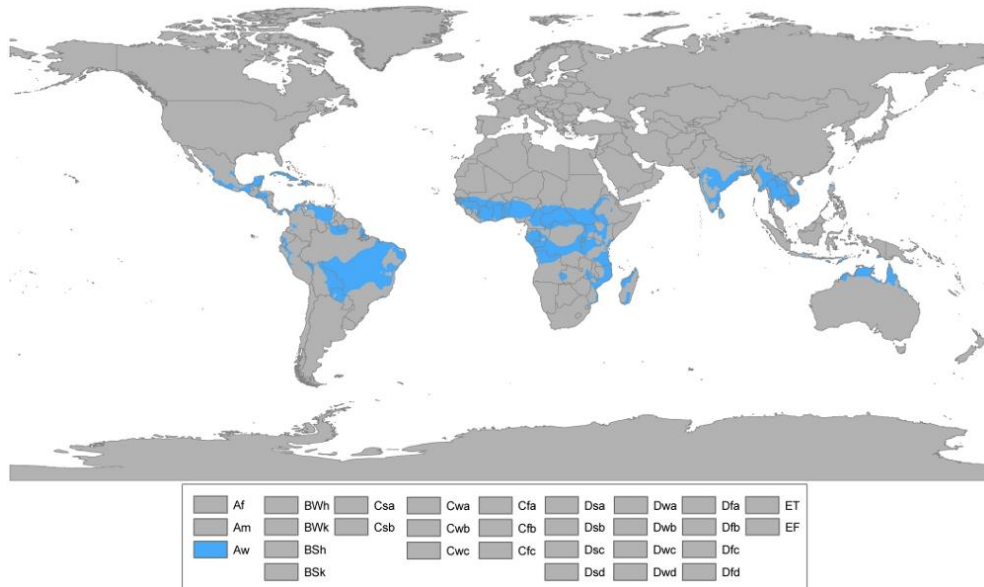 Af BWh Csa Cwa Cfa Dsa Dwa Dfa ET
Am BWk Csb Cwb Cfb Dsb Dwb Dfb EF
Aw BSh Cwc Cfc Dsc Dwc Dfc
BSk Dsd Dwd Dfd